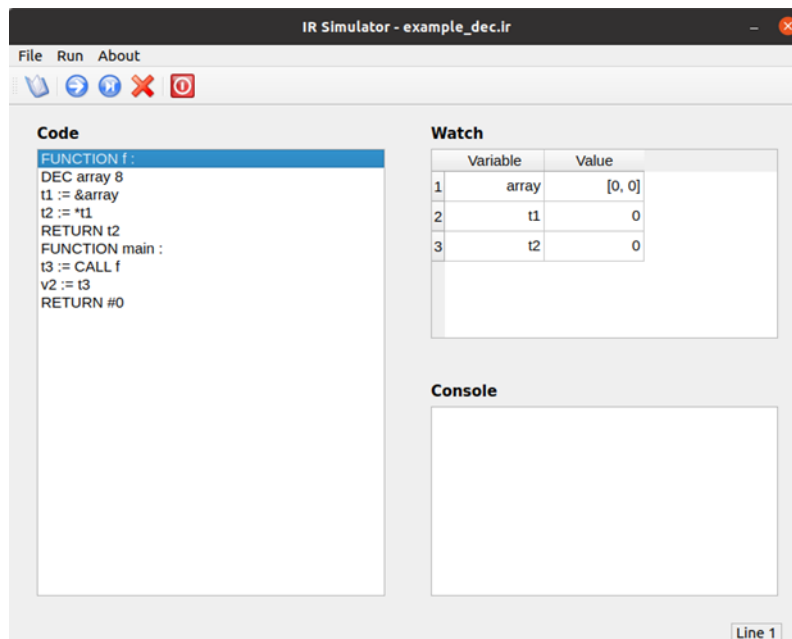 IR Simulator - example_dec.ir
File Run About
Code
FUNCTION f :
DEC array 8
t1 := &array
t2 := *t1
RETURN t2
FUNCTION main :
t3 := CALL f
v2 := t3
RETURN #0
Watch
Variable Value
1 array [0, 0]
2 t1 0
3 t2 0
Console
Line 1